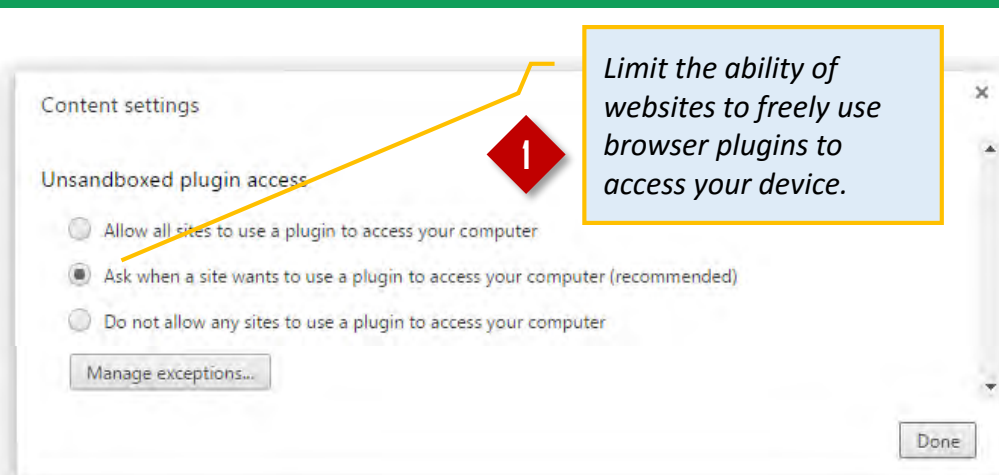 Limit the ability of
websites to freely use
browser plugins to
access your device.
1
Content settings
Unsandboxed plugin access
Allow all sites to use a plugin to access your computer
Ask when a site wants to use a plugin to access your computer (recommended)
Do not allow any sites to use a plugin to access your computer
Manage exceptions...
Done